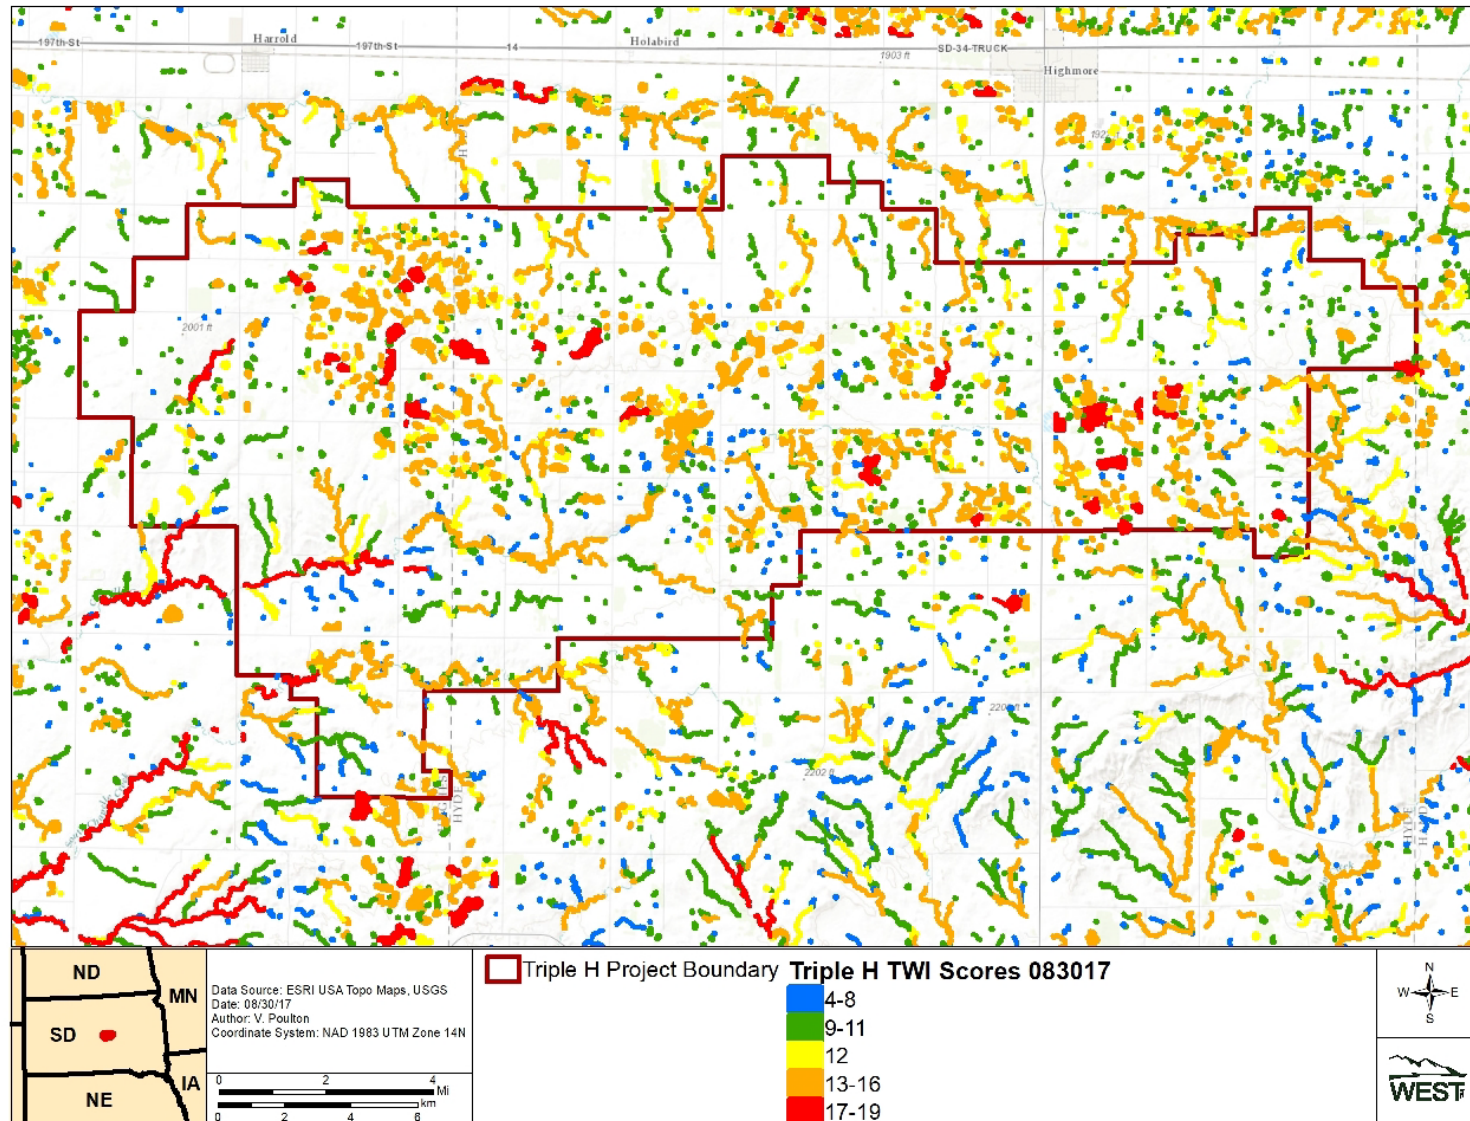 197th-St
Harrold
197th-St
14
Holabird
SD-34-TRUCK
1903 ft
Highmore
2001 ft
2202 ft
HYDE
HYDE
HAND
ND
MN
SD
IA
NE
Data Source: ESRI USA Topo Maps, USGS
Date: 08/30/17
Author: V. Poulton
Coordinate System: NAD 1983 UTM Zone 14N
0 2 4
Mi
km
0 2 4 6
Triple H Project Boundary
Triple H TWI Scores 083017
4-8
9-11
12
13-16
17-19
N
W E
S
WEST